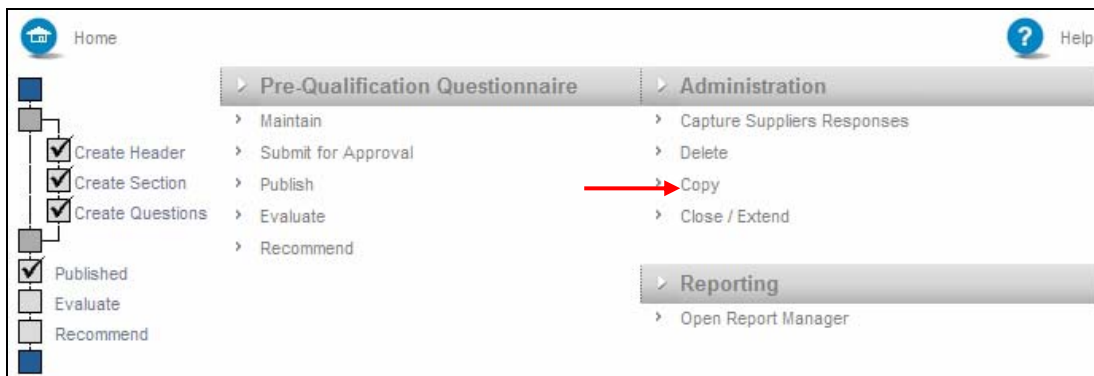 Home
?
Help
Create Header
Create Section
Create Questions
Published
Evaluate
Recommend
Pre-Qualification Questionnaire
Maintain
Submit for Approval
Publish
Evaluate
Recommend
Administration
Capture Suppliers Responses
Delete
Copy
Close / Extend
Reporting
Open Report Manager